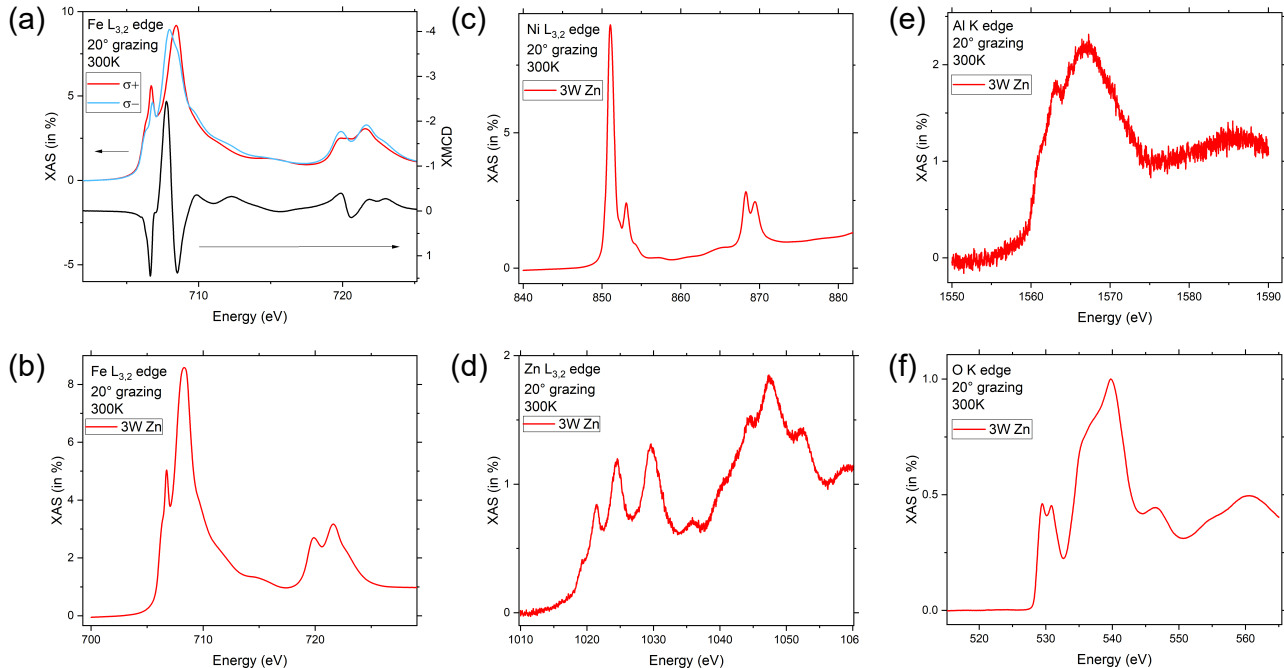 (a)
Fe L3,2 edge
20° grazing
300K
σ+
σ−
XAS (in %)
10
5
0
-5
XMCD
-4
-3
-2
-1
0
1
710
720
Energy (eV)
(b)
Fe L3,2 edge
20° grazing
300K
3W Zn
XAS (in %)
8
6
4
2
0
700
710
720
Energy (eV)
(c)
Ni L3,2 edge
20° grazing
300K
3W Zn
XAS (in %)
5
0
840
850
860
870
880
Energy (eV)
(d)
Zn L3,2 edge
20° grazing
300K
3W Zn
XAS (in %)
2
1
0
1010
1020
1030
1040
1050
106
Energy (eV)
(e)
Al K edge
20° grazing
300K
3W Zn
XAS (in %)
2
1
0
1550
1560
1570
1580
1590
Energy (eV)
(f)
O K edge
20° grazing
300K
3W Zn
XAS (in %)
1.0
0.5
0.0
520
530
540
550
560
Energy (eV)